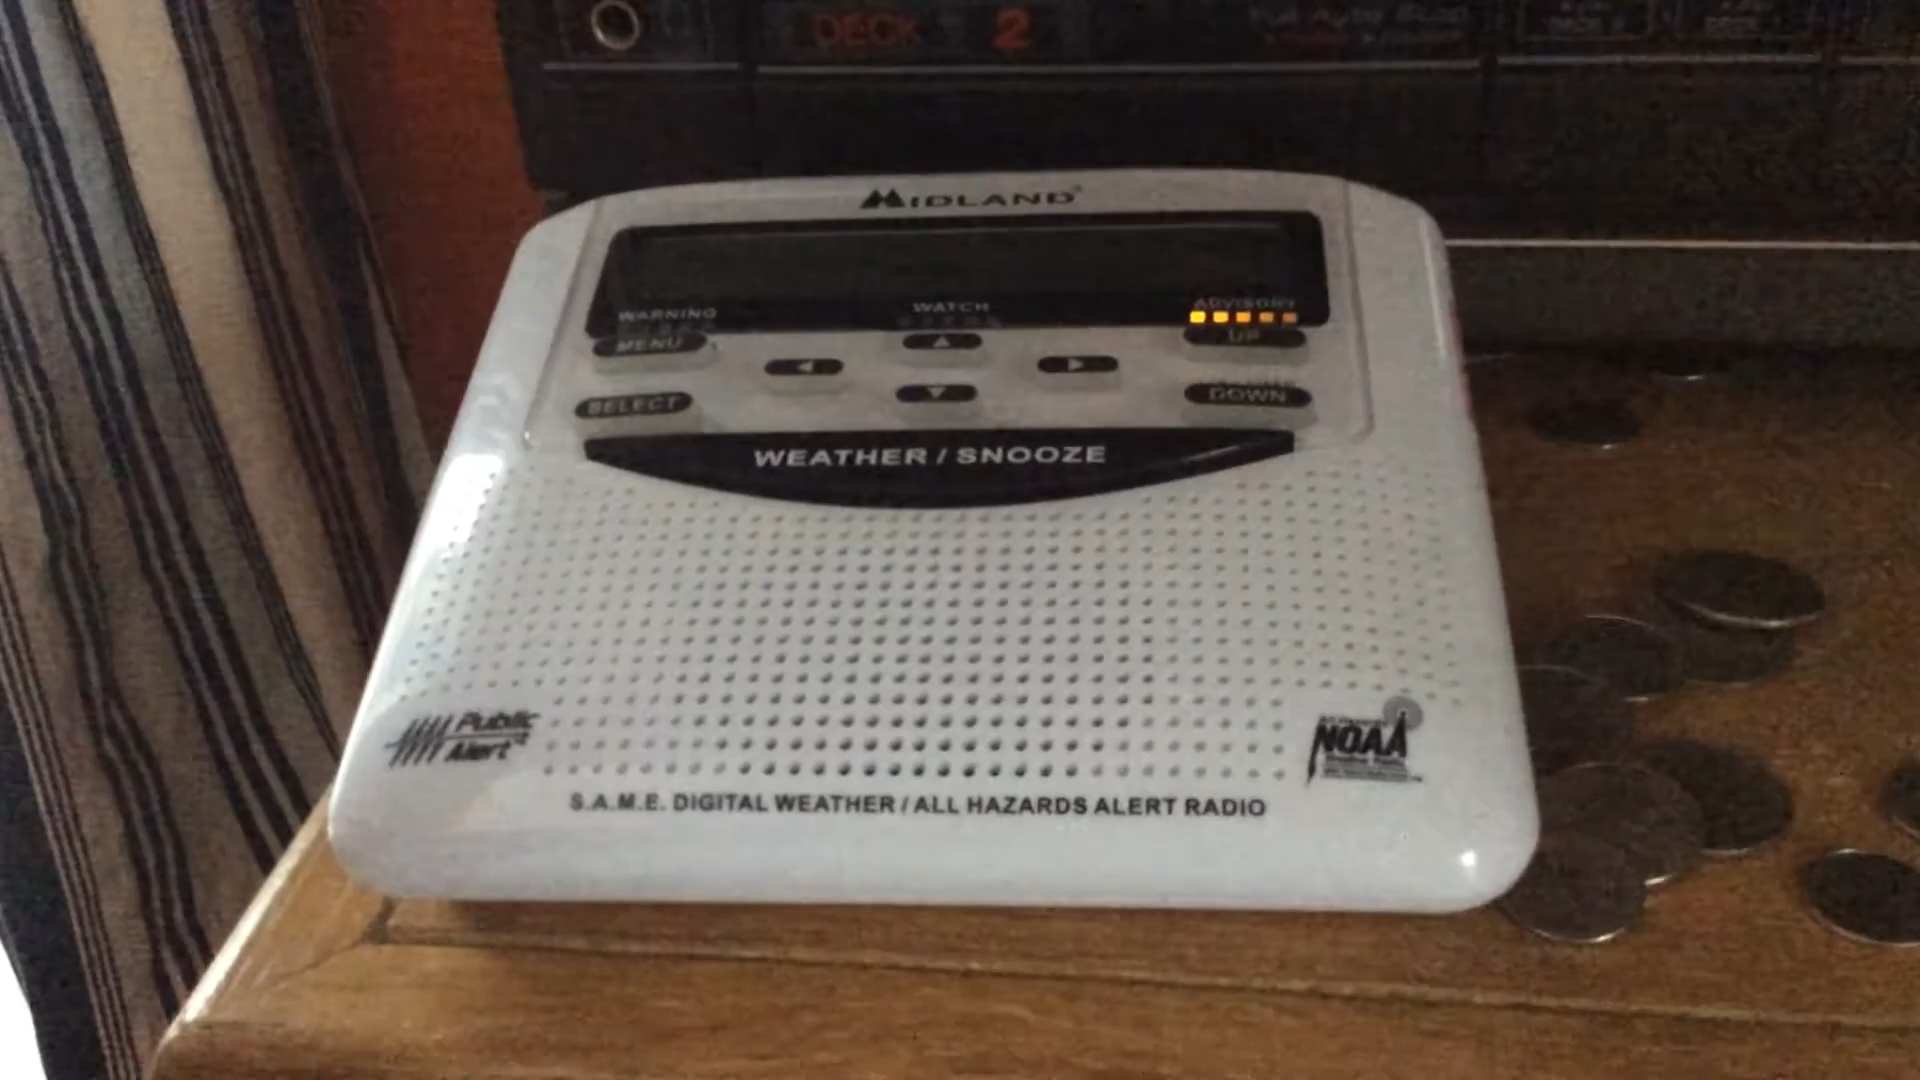 DECK 2
MIDLAND
WARNING
WATCH
ADVISORY
MENU
UP
SELECT
DOWN
WEATHER / SNOOZE
Public
Alert
NOAA
S.A.M.E. DIGITAL WEATHER / ALL HAZARDS ALERT RADIO